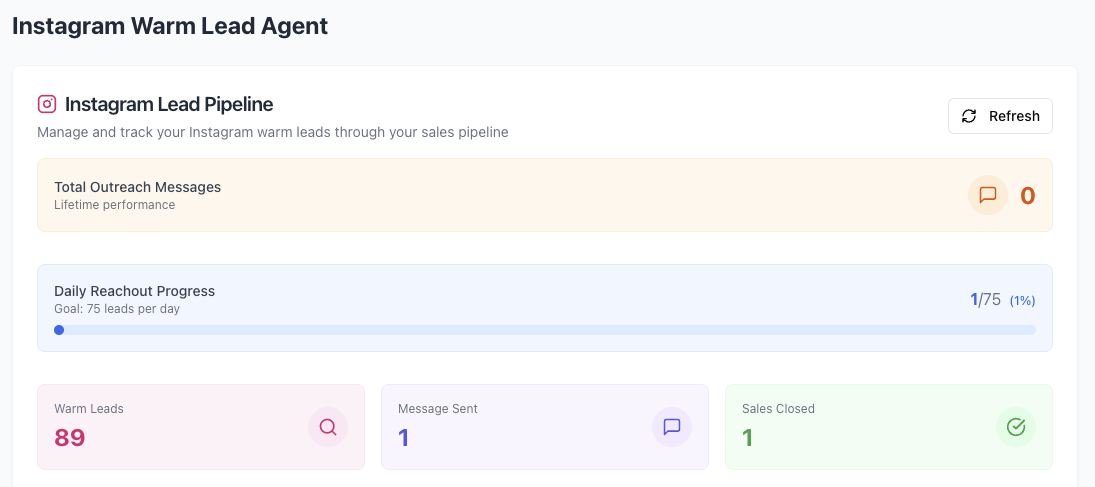 Instagram Warm Lead Agent
Instagram Lead Pipeline
Manage and track your Instagram warm leads through your sales pipeline
Refresh
Total Outreach Messages
Lifetime performance
0
Daily Reachout Progress
Goal: 75 leads per day
1/75 (1%)
Warm Leads
89
Message Sent
1
Sales Closed
1